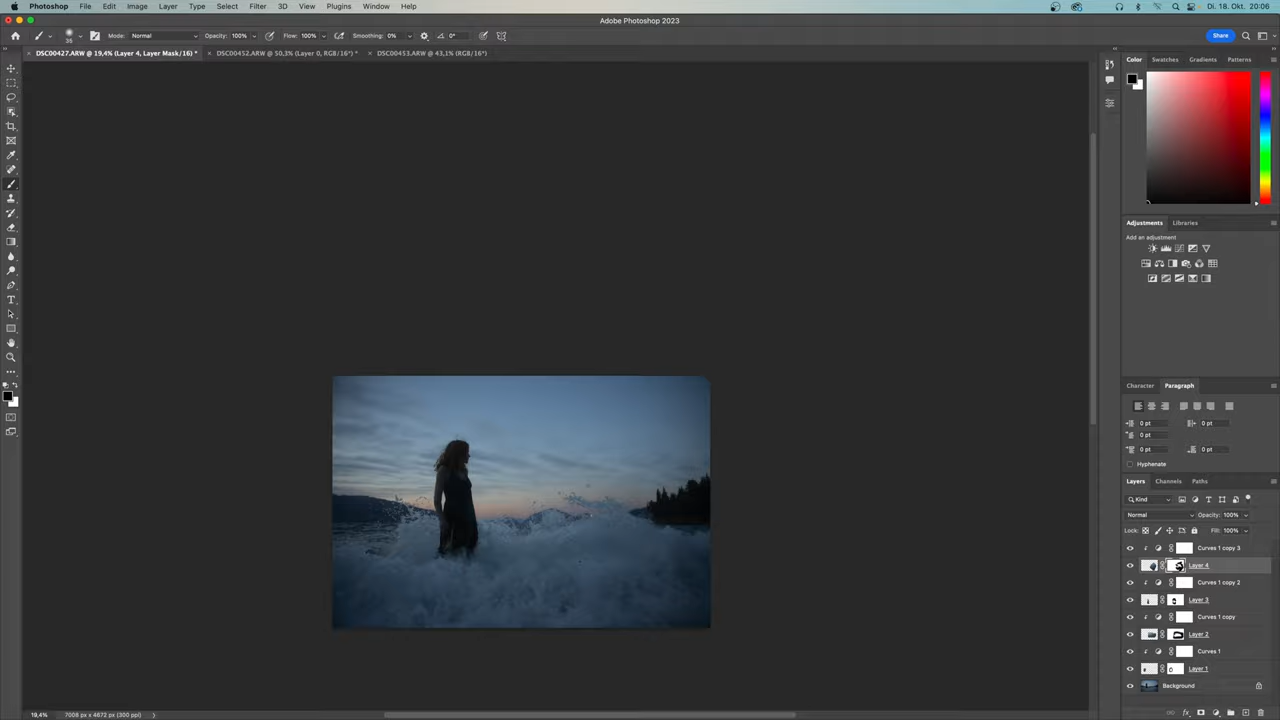 Photoshop File Edit Image Layer Type Select Filter 3D View Plugins Window Help Di. 18. Okt. 20:06
Adobe Photoshop 2023
35 Mode: Normal Opacity: 100% Flow: 100% Smoothing: 0% 0° Share
DSC00427.ARW @ 19,4% (Layer 4, Layer Mask/16) * DSC00452.ARW @ 50,3% (Layer 0, RGB/16*) * DSC00453.ARW @ 43,1% (RGB/16*)
Color Swatches Gradients Patterns
Adjustments Libraries
Add an adjustment
Character Paragraph
0 pt 0 pt
0 pt
0 pt 0 pt
Hyphenate
Layers Channels Paths
Kind
Normal Opacity: 100%
Lock: Fill: 100%
Curves 1 copy 3
Layer 4
Curves 1 copy 2
Layer 3
Curves 1 copy
Layer 2
Curves 1
Layer 1
Background
19,4% 7008 px x 4672 px (300 ppi)